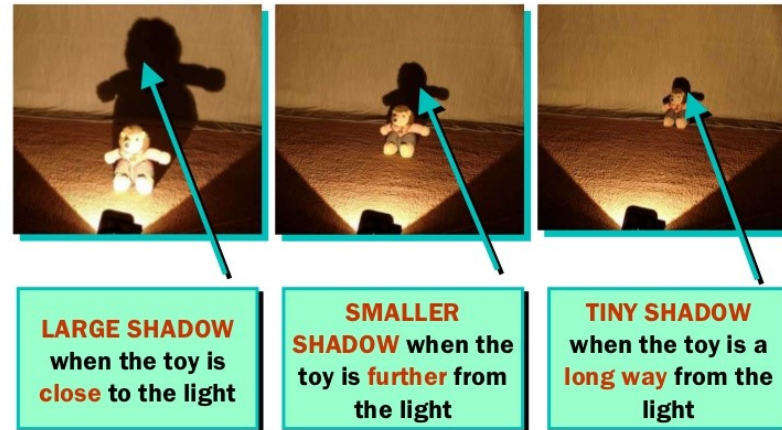 LARGE SHADOW
when the toy is
close to the light
SMALLER
SHADOW when the
toy is further from
the light
TINY SHADOW
when the toy is a
long way from the
light